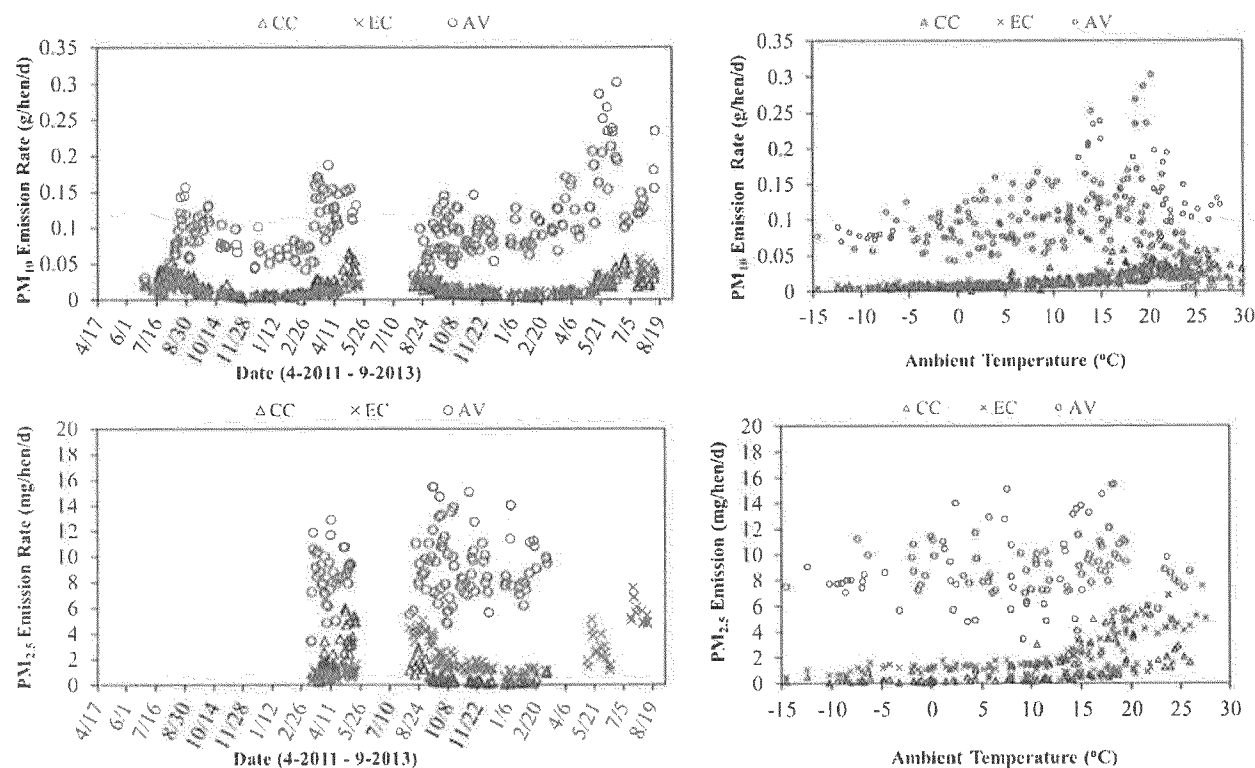 △ CC × EC ○ AV
PM10 Emission Rate (g/hen/d)
0.35
0.3
0.25
0.2
0.15
0.1
0.05
0
4/17 6/1 7/16 8/30 10/14 11/28 1/12 2/26 4/11 5/26 7/10 8/24 10/8 11/22 1/6 2/20 4/6 5/21 7/5 8/19
Date (4-2011 - 9-2013)
△ CC × EC ○ AV
PM10 Emission Rate (g/hen/d)
0.35
0.3
0.25
0.2
0.15
0.1
0.05
0
-15 -10 -5 0 5 10 15 20 25 30
Ambient Temperature (°C)
△ CC × EC ○ AV
PM2.5 Emission Rate (mg/hen/d)
20
18
16
14
12
10
8
6
4
2
0
4/17 6/1 7/16 8/30 10/14 11/28 1/12 2/26 4/11 5/26 7/10 8/24 10/8 11/22 1/6 2/20 4/6 5/21 7/5 8/19
Date (4-2011 - 9-2013)
△ CC × EC ○ AV
PM2.5 Emission (mg/hen/d)
20
18
16
14
12
10
8
6
4
2
0
-15 -10 -5 0 5 10 15 20 25 30
Ambient Temperature (°C)